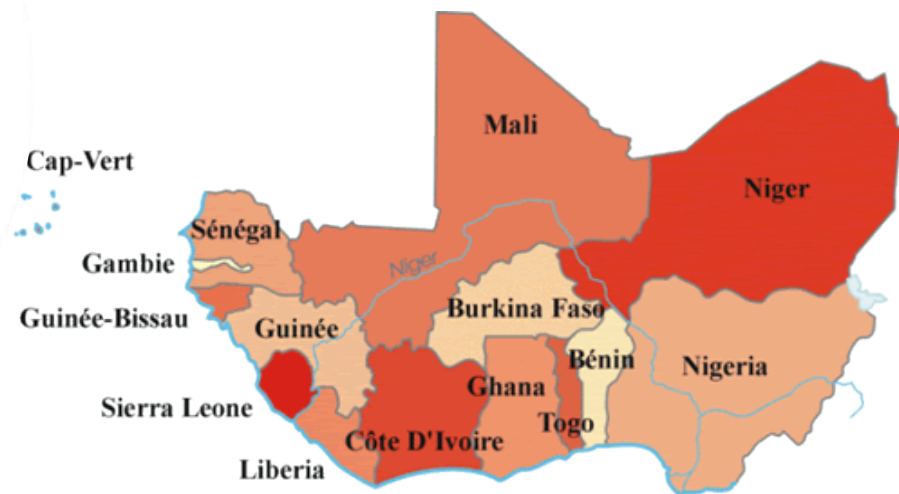 Mali
Cap-Vert
Niger
Sénégal
Gambie
Niger
Guinée-Bissau
Burkina Faso
Guinée
Bénin
Nigeria
Ghana
Sierra Leone
Togo
Côte D'Ivoire
Liberia